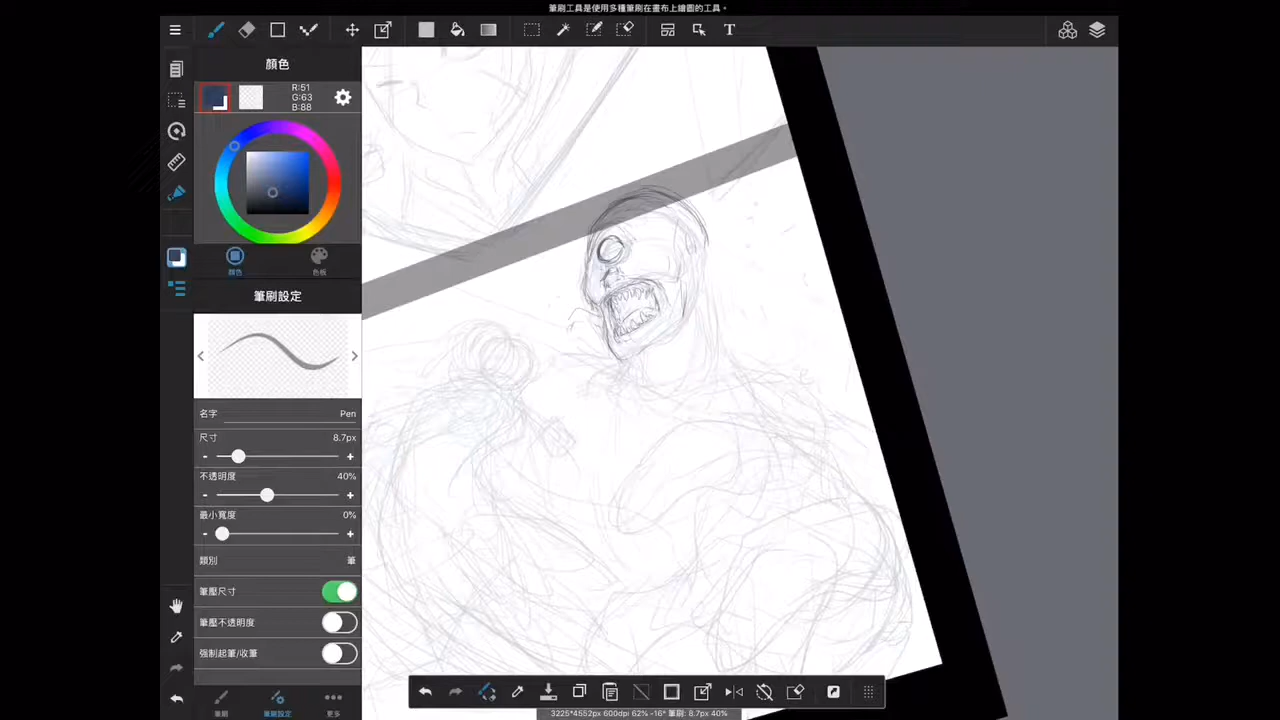 筆刷工具是使用多種筆刷在畫布上繪圖的工具。
T
顏色
R:51
G:63
B:88
顏色
色板
筆刷設定
名字 Pen
尺寸 8.7px
- +
不透明度 40%
- +
最小寬度 0%
- +
類別 筆
筆壓尺寸
筆壓不透明度
強制起筆/收筆
筆刷 筆刷設定 更多
3225*4552px 600dpi 62% -16° 筆刷: 8.7px 40%